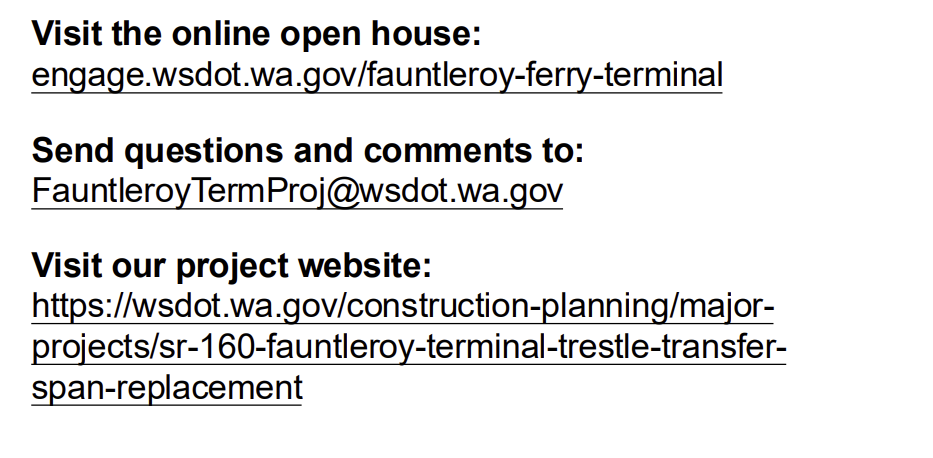 Visit the online open house:
engage.wsdot.wa.gov/fauntleroy-ferry-terminal
Send questions and comments to:
FauntleroyTermProj@wsdot.wa.gov
Visit our project website:
https://wsdot.wa.gov/construction-planning/major-
projects/sr-160-fauntleroy-terminal-trestle-transfer-
span-replacement